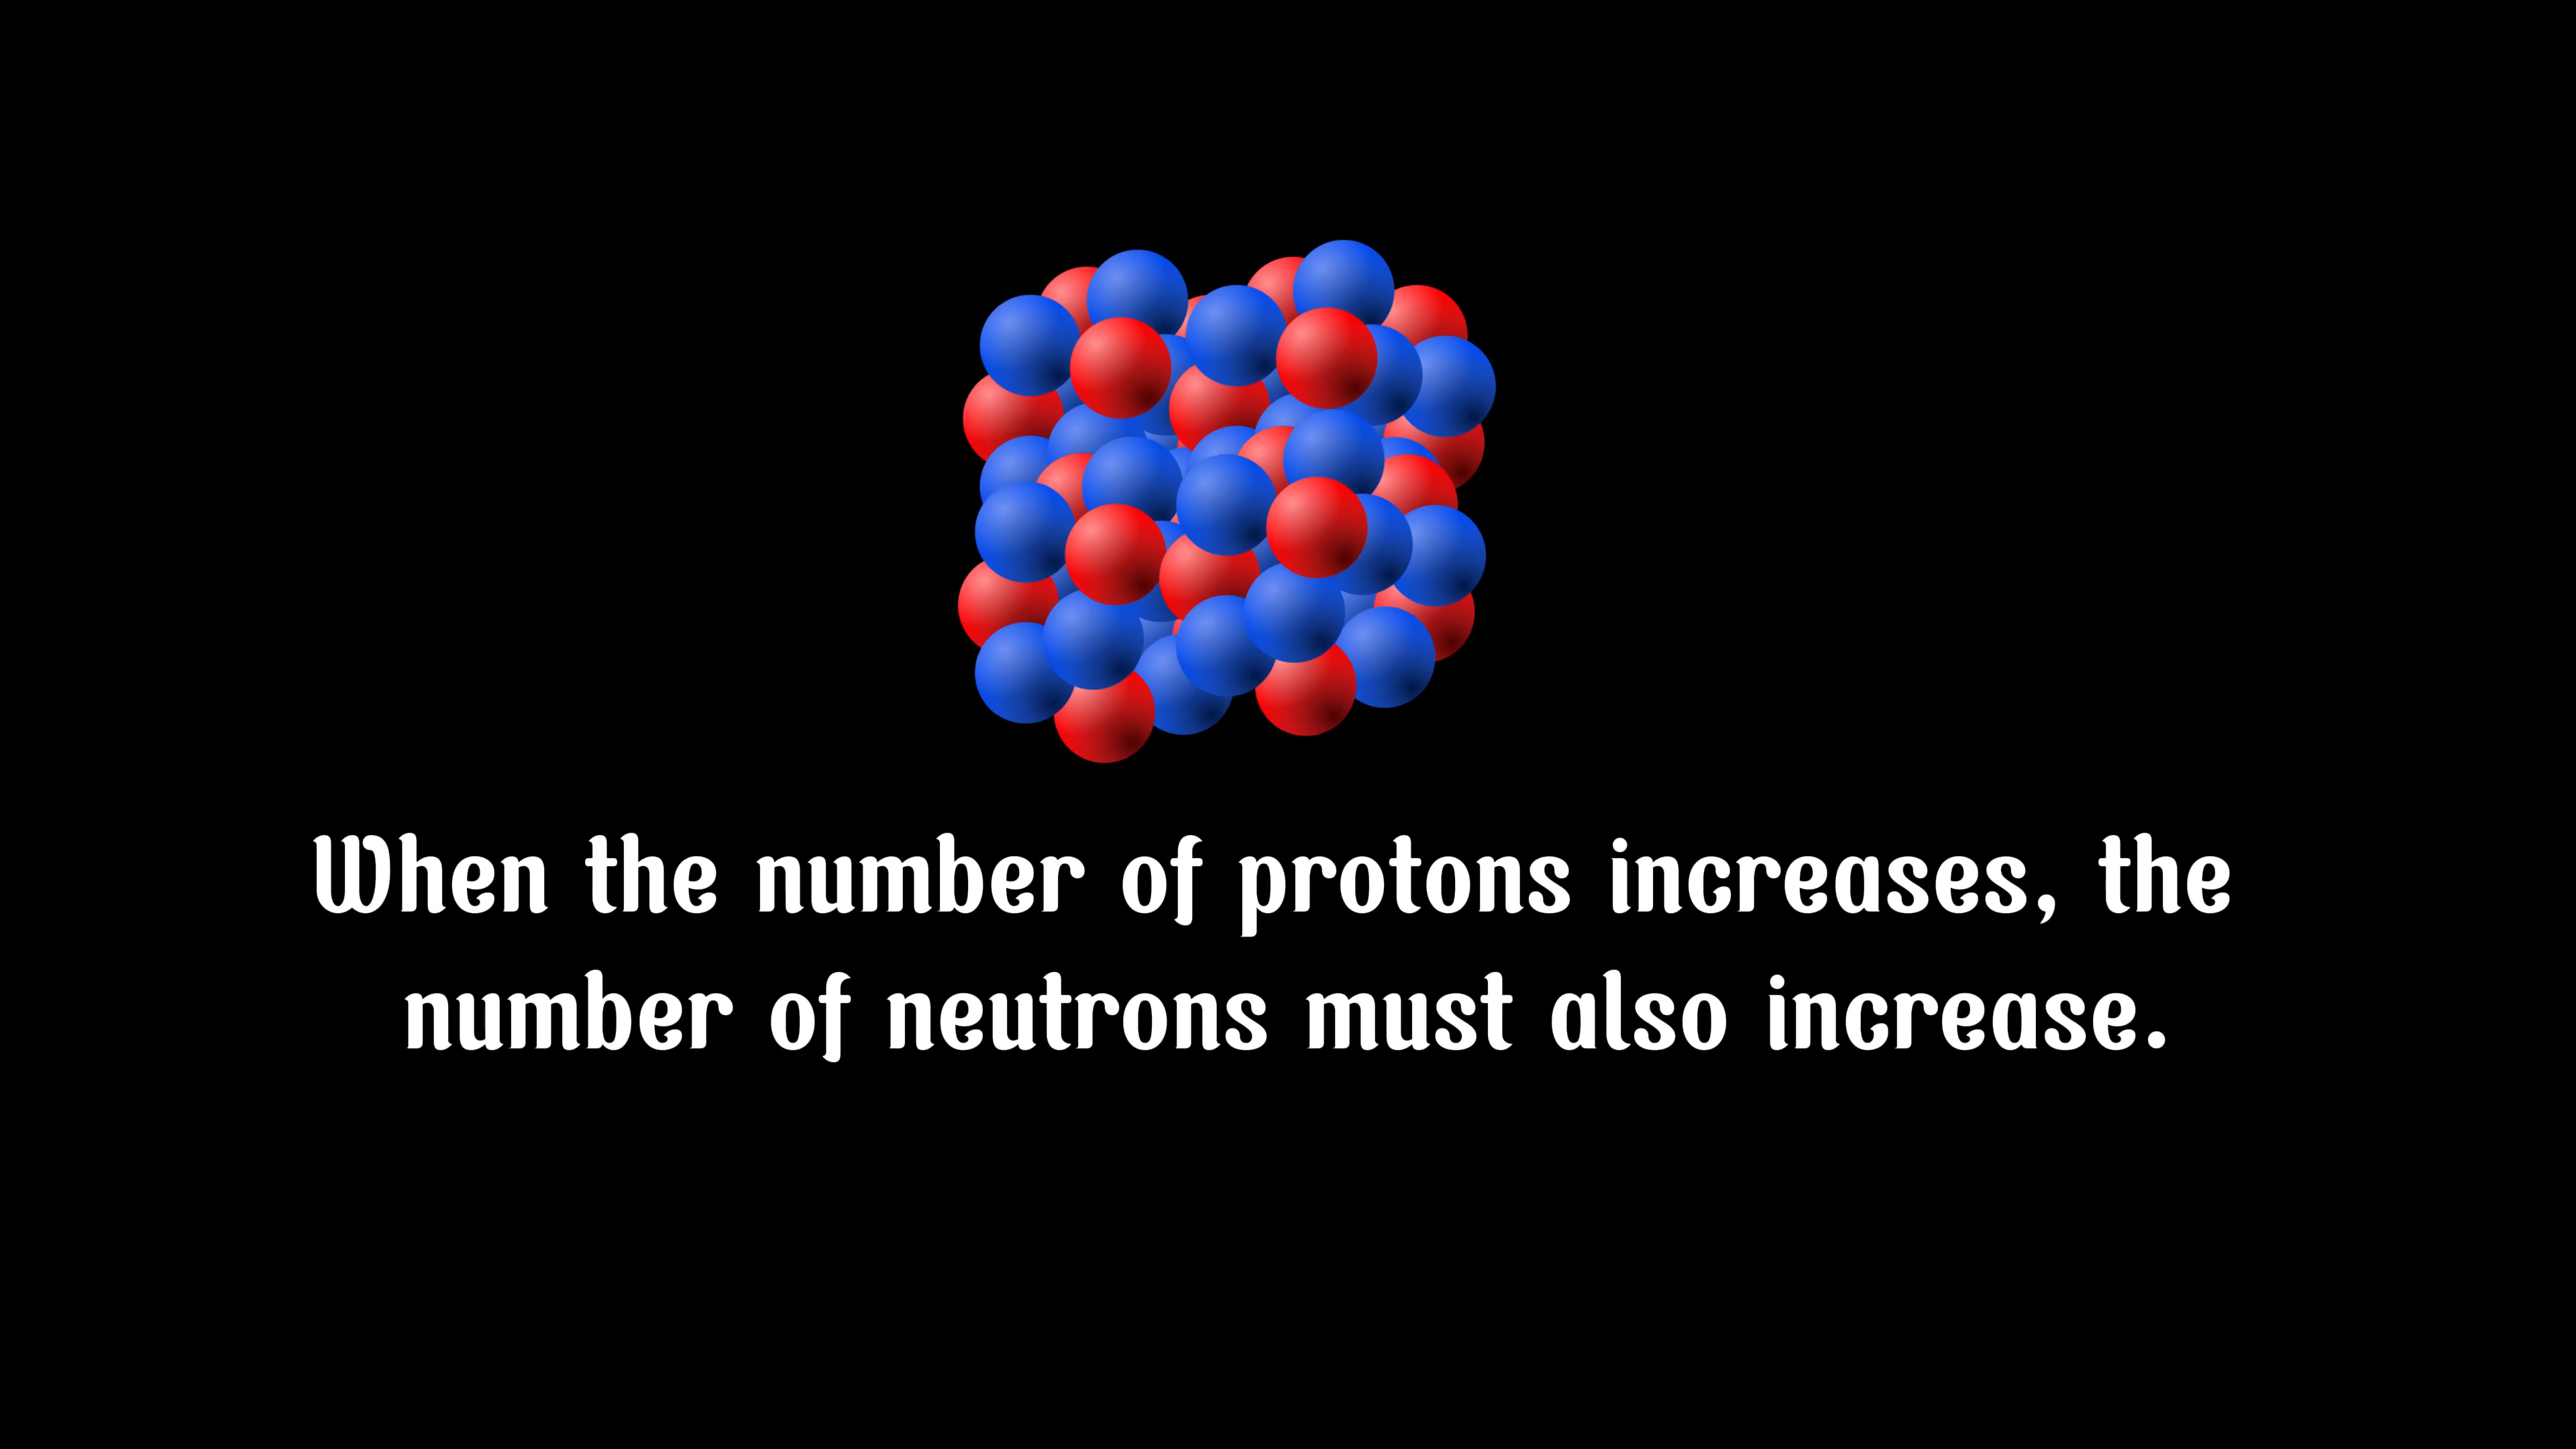 When the number of protons increases, the
number of neutrons must also increase.